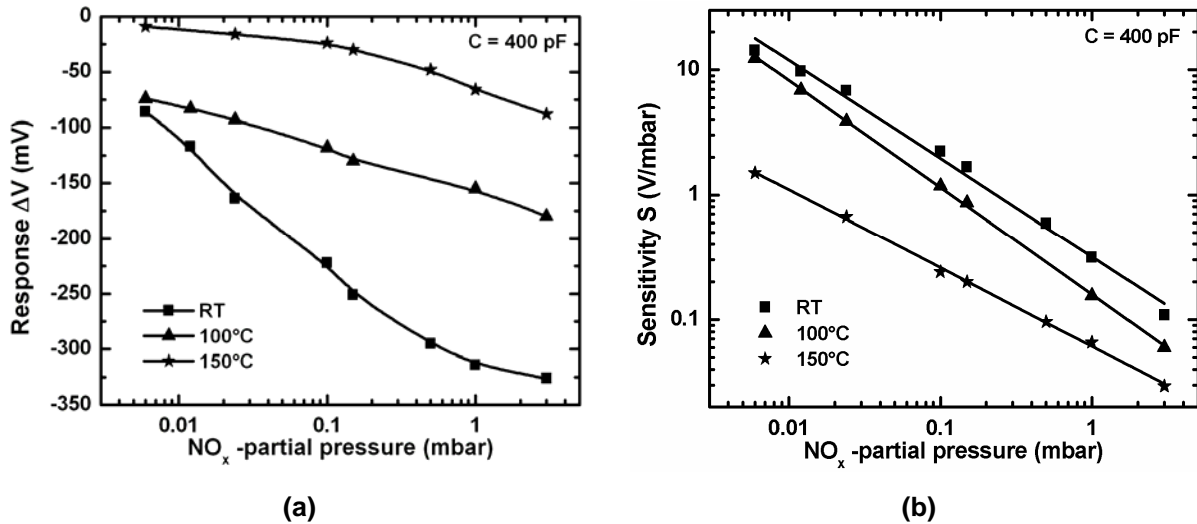 0
-50
-100
-150
-200
-250
-300
-350
Response ΔV (mV)
C = 400 pF
RT
100°C
150°C
0.01
0.1
1
NOx -partial pressure (mbar)
(a)
10
1
0.1
Sensitivity S (V/mbar)
C = 400 pF
RT
100°C
150°C
0.01
0.1
1
NOx -partial pressure (mbar)
(b)